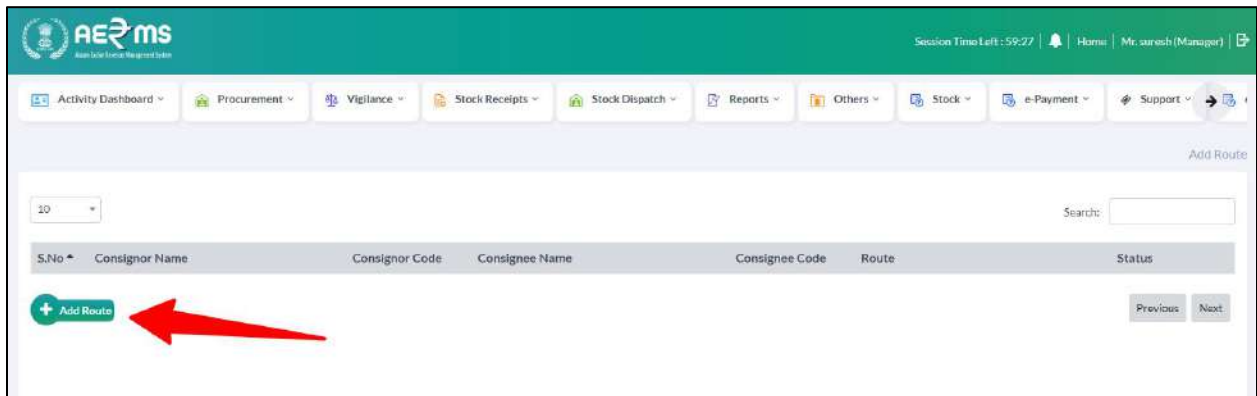 AERMS
Session Time Left : 59:27 | Home | Mr. suresh (Manager) |
Activity Dashboard Procurement Vigilance Stock Receipts Stock Dispatch Reports Others Stock e-Payment Support
Add Route
10 Search:
S.No Consignor Name Consignor Code Consignee Name Consignee Code Route Status
+ Add Route Previous Next